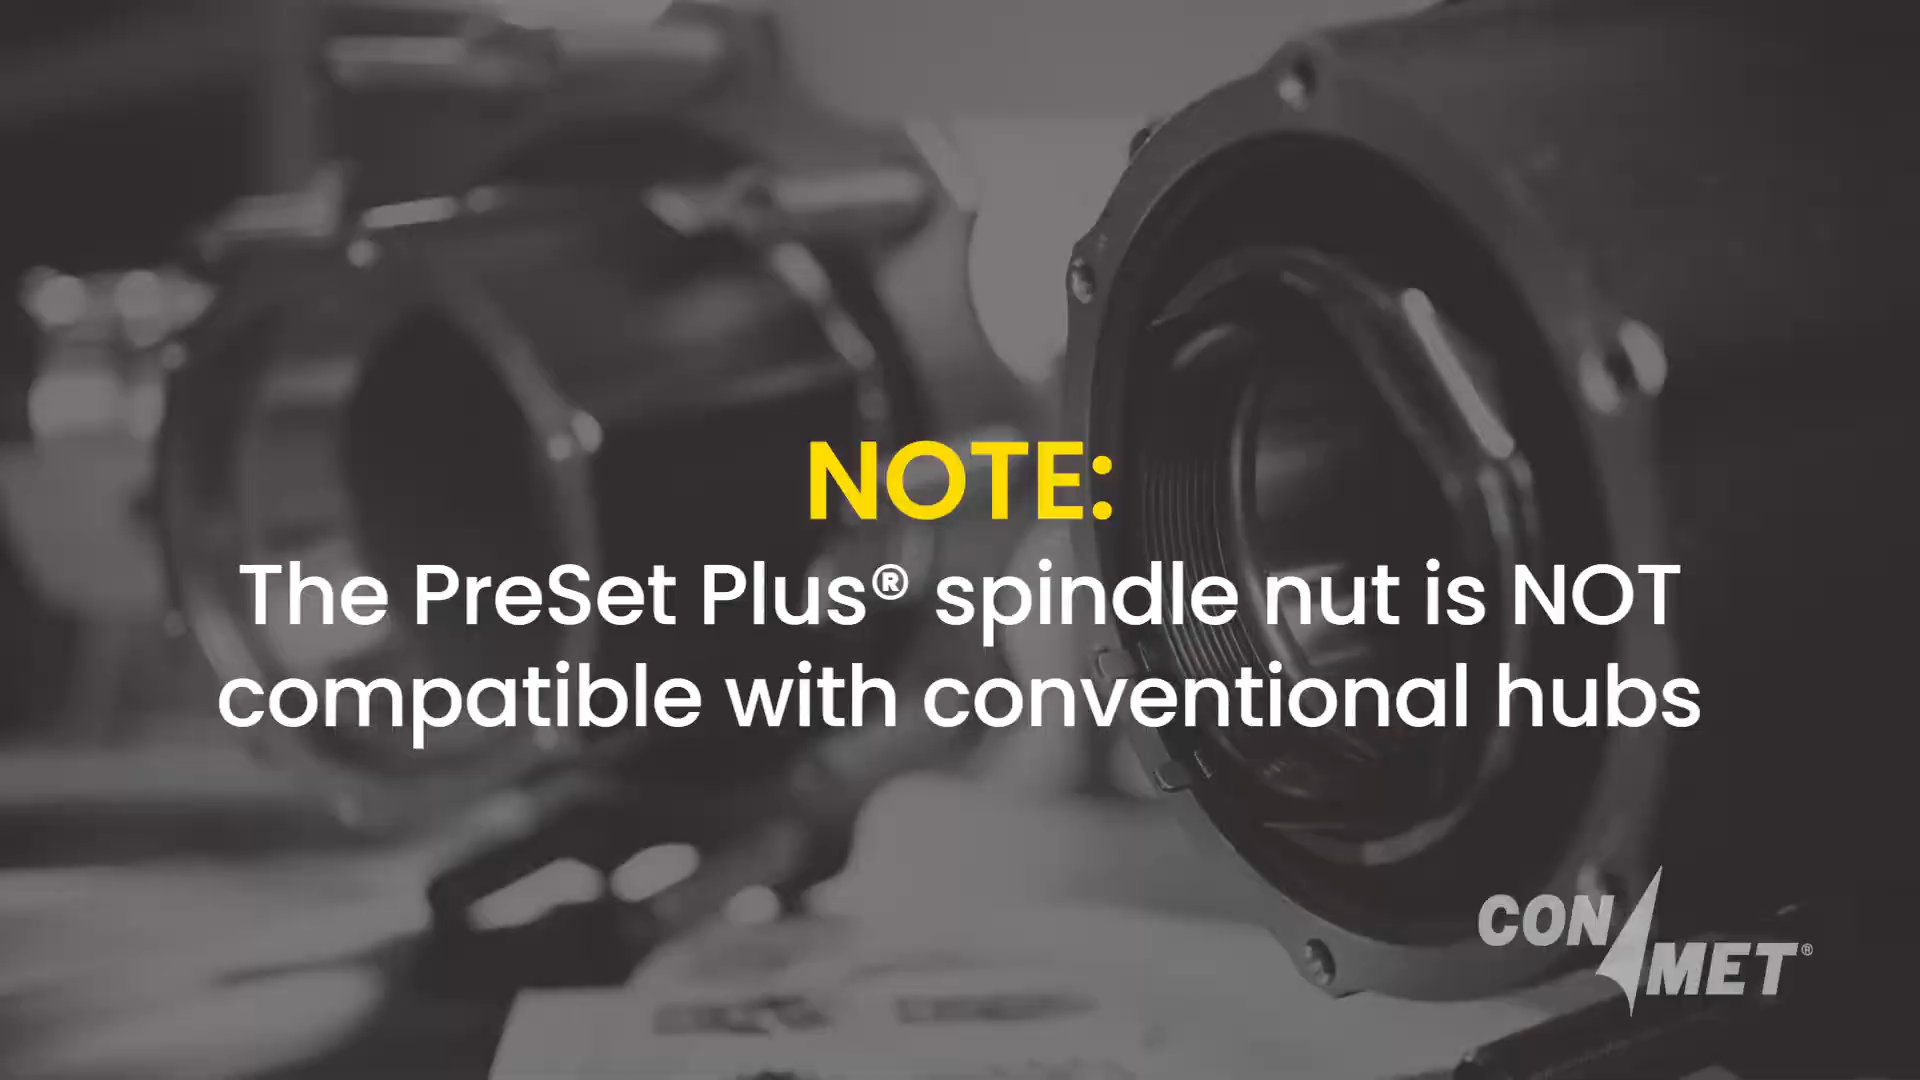 NOTE:
The PreSet Plus® spindle nut is NOT
compatible with conventional hubs
CON
MET®